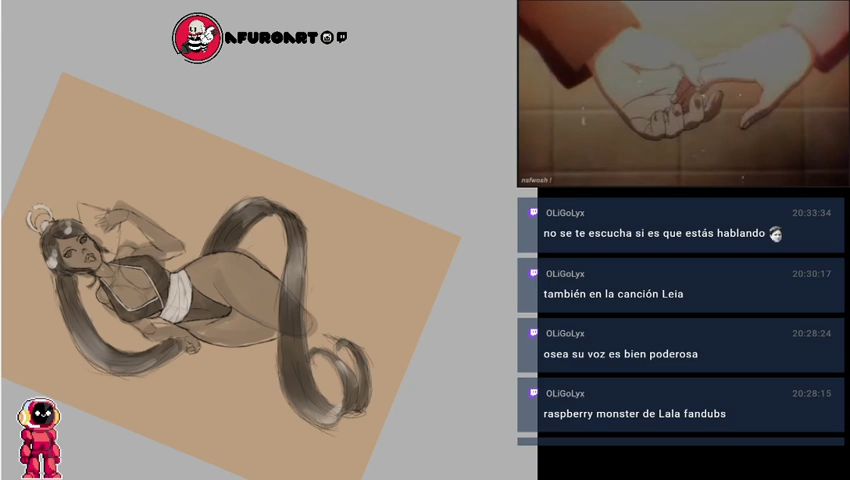 AFUROART
nsfwosh !
OLiGoLyx 20:33:34
no se te escucha si es que estás hablando
OLiGoLyx 20:30:17
también en la canción Leia
OLiGoLyx 20:28:24
osea su voz es bien poderosa
OLiGoLyx 20:28:15
raspberry monster de Lala fandubs